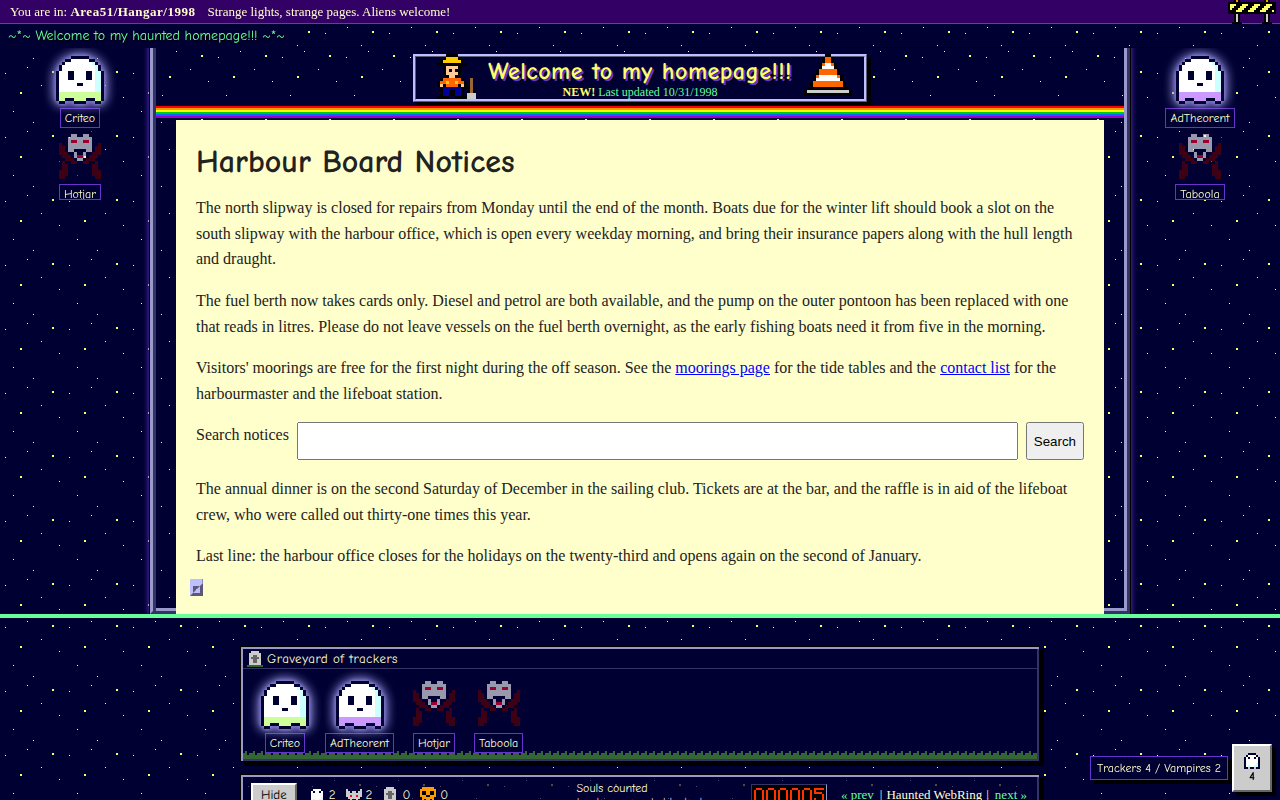 You are in: Area51/Hangar/1998 Strange lights, strange pages. Aliens welcome!
~*~ Welcome to my haunted homepage!!! ~*~
Welcome to my homepage!!!
NEW! Last updated 10/31/1998
Criteo
Hotjar
AdTheorent
Taboola
Harbour Board Notices
The north slipway is closed for repairs from Monday until the end of the month. Boats due for the winter lift should book a slot on the
south slipway with the harbour office, which is open every weekday morning, and bring their insurance papers along with the hull length
and draught.
The fuel berth now takes cards only. Diesel and petrol are both available, and the pump on the outer pontoon has been replaced with one
that reads in litres. Please do not leave vessels on the fuel berth overnight, as the early fishing boats need it from five in the morning.
Visitors' moorings are free for the first night during the off season. See the moorings page for the tide tables and the contact list for the
harbourmaster and the lifeboat station.
Search notices Search
The annual dinner is on the second Saturday of December in the sailing club. Tickets are at the bar, and the raffle is in aid of the lifeboat
crew, who were called out thirty-one times this year.
Last line: the harbour office closes for the holidays on the twenty-third and opens again on the second of January.
Graveyard of trackers
Criteo AdTheorent Hotjar Taboola
Trackers 4 / Vampires 2
4
Hide 2 2 0 0 Souls counted 000005 « prev | Haunted WebRing | next »